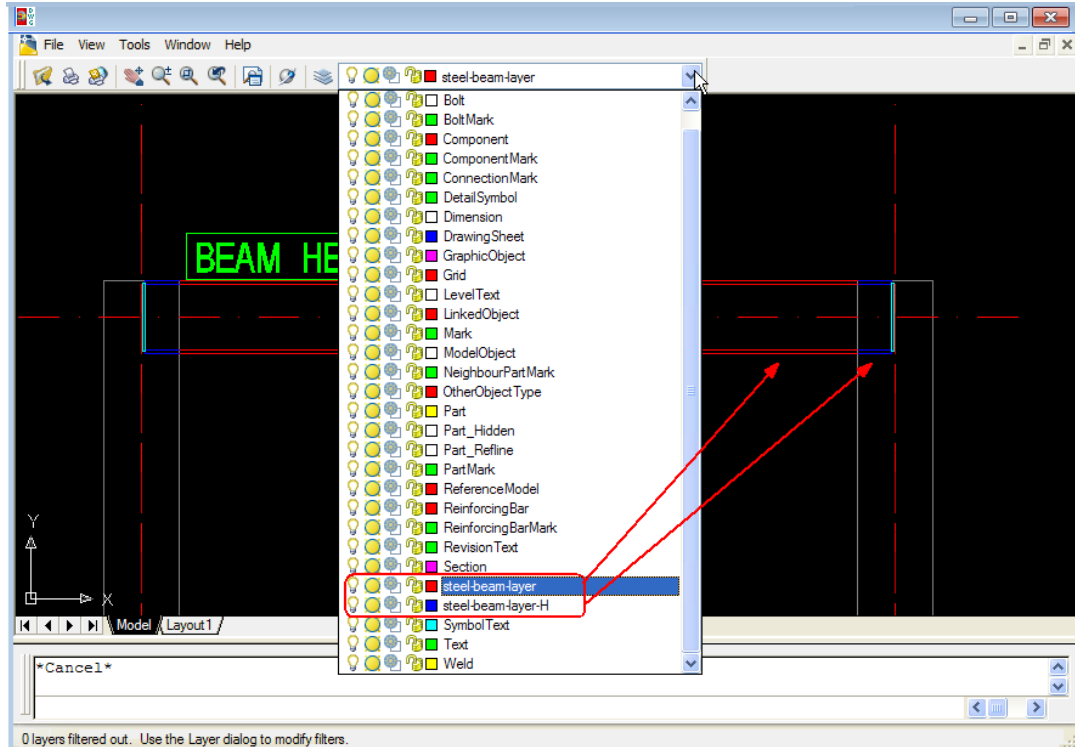 File View Tools Window Help
steel-beam-layer
Bolt
BoltMark
Component
ComponentMark
ConnectionMark
DetailSymbol
Dimension
DrawingSheet
GraphicObject
Grid
LevelText
LinkedObject
Mark
ModelObject
NeighbourPartMark
OtherObjectType
Part
Part_Hidden
Part_Refline
PartMark
ReferenceModel
ReinforcingBar
ReinforcingBarMark
RevisionText
Section
steel-beam-layer
steel-beam-layer-H
SymbolText
Text
Weld
BEAM HE
Y
X
Model Layout1
*Cancel*
0 layers filtered out. Use the Layer dialog to modify filters.